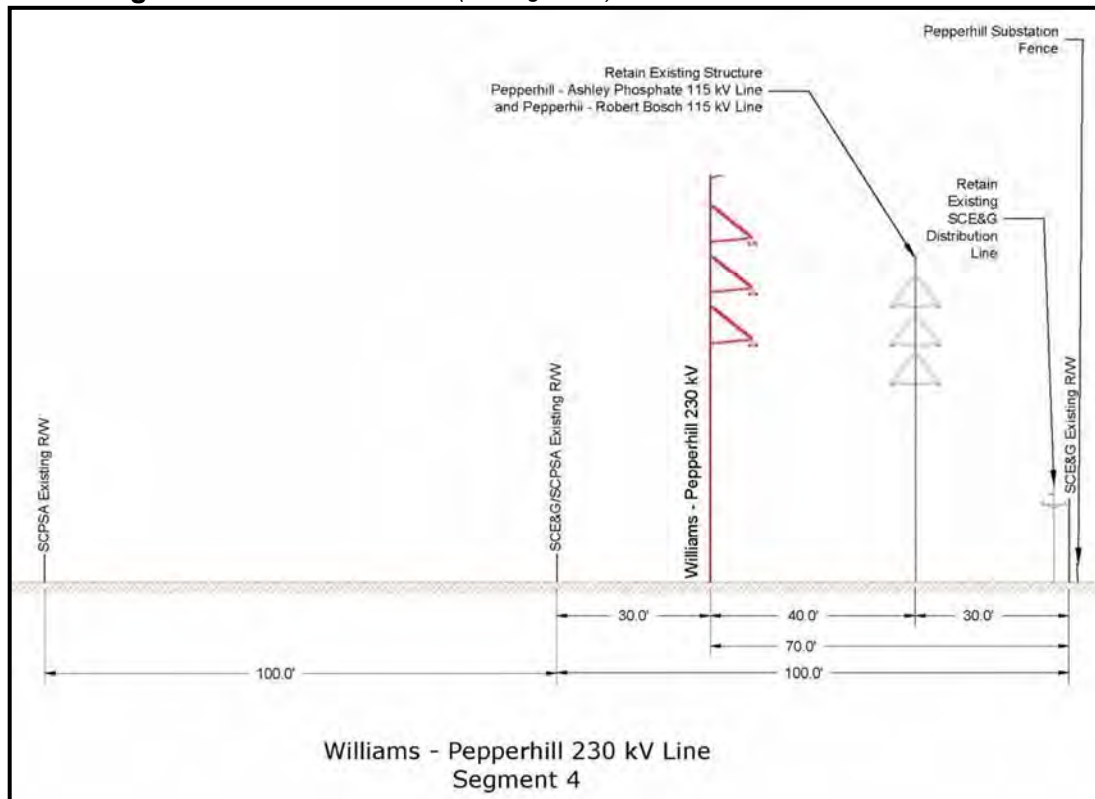 Pepperhill Substation
Fence
Retain Existing Structure
Pepperhill - Ashley Phosphate 115 kV Line
and Pepperhii - Robert Bosch 115 kV Line
Retain
Existing
SCE&G
Distribution
Line
SCPSA Existing R/W
SCE&G/SCPSA Existing R/W
Williams - Pepperhill 230 kV
SCE&G Existing R/W
30.0'
40.0'
30.0'
70.0'
100.0'
100.0'
Williams - Pepperhill 230 kV Line
Segment 4